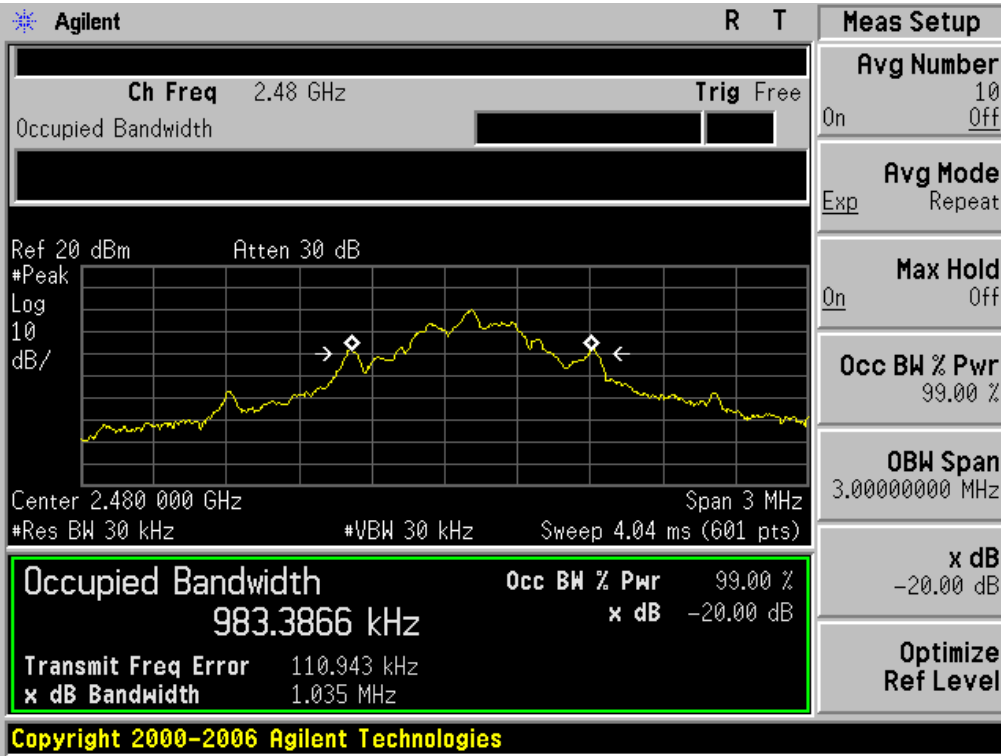 Agilent R T Meas Setup
Ch Freq 2.48 GHz Trig Free
Occupied Bandwidth
Ref 20 dBm Atten 30 dB
#Peak
Log
10
dB/
Center 2.480 000 GHz Span 3 MHz
#Res BW 30 kHz #VBW 30 kHz Sweep 4.04 ms (601 pts)
Occupied Bandwidth Occ BW % Pwr 99.00 %
983.3866 kHz x dB -20.00 dB
Transmit Freq Error 110.943 kHz
x dB Bandwidth 1.035 MHz
Avg Number
10
On Off
Avg Mode
Exp Repeat
Max Hold
On Off
Occ BW % Pwr
99.00 %
OBW Span
3.00000000 MHz
x dB
-20.00 dB
Optimize
Ref Level
Copyright 2000-2006 Agilent Technologies